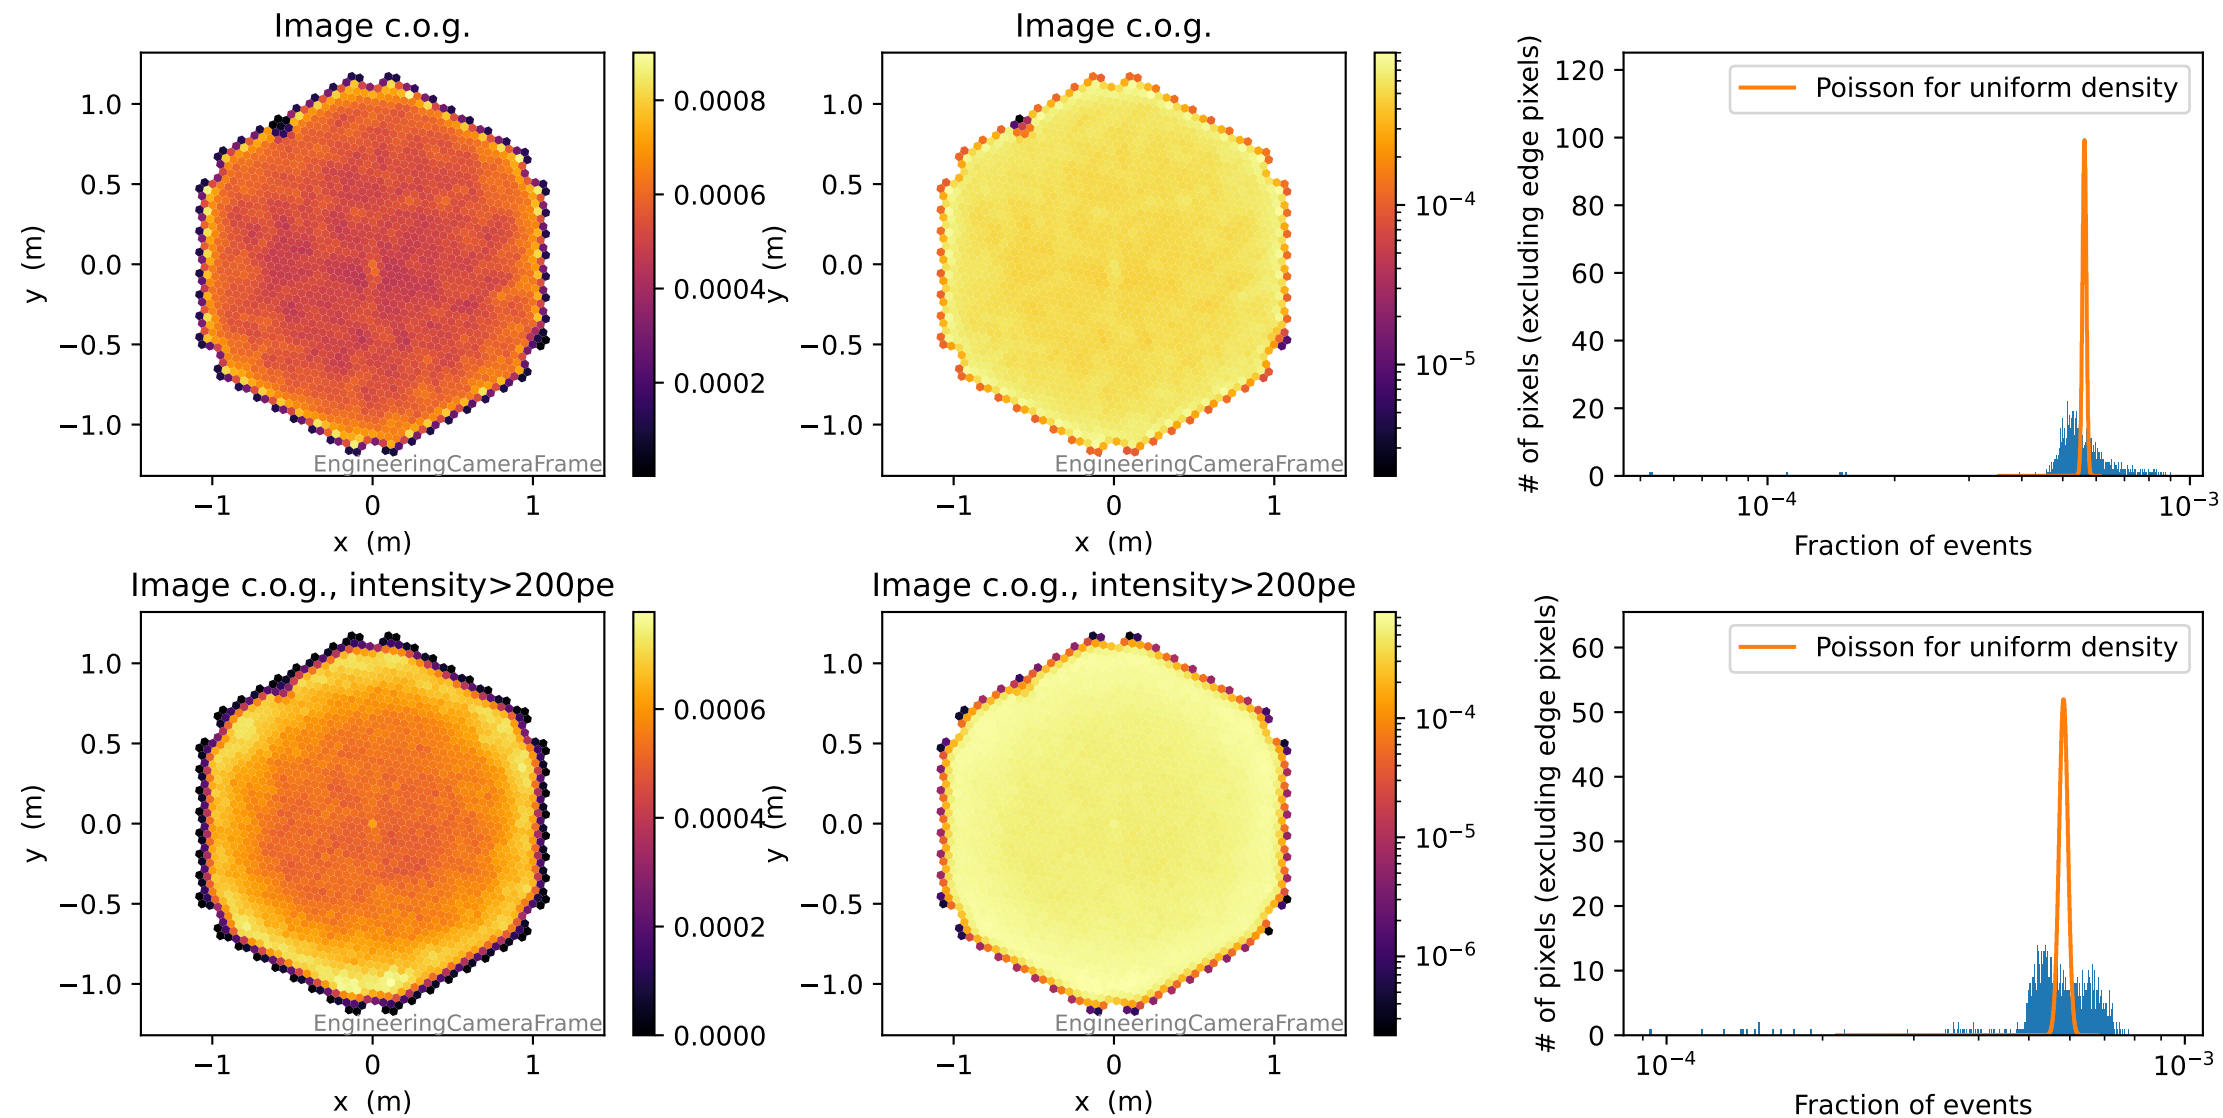 Image c.o.g.
1.0
0.5
0.0
−0.5
−1.0
y (m)
EngineeringCameraFrame
−1
0
1
x (m)
0.0008
0.0006
0.0004
0.0002
Image c.o.g.
1.0
0.5
0.0
−0.5
−1.0
y (m)
EngineeringCameraFrame
−1
0
1
x (m)
10⁻⁴
10⁻⁵
# of pixels (excluding edge pixels)
120
100
80
60
40
20
0
Poisson for uniform density
10⁻⁴
10⁻³
Fraction of events
Image c.o.g., intensity>200pe
1.0
0.5
0.0
−0.5
−1.0
y (m)
EngineeringCameraFrame
−1
0
1
x (m)
0.0006
0.0004
0.0002
0.0000
Image c.o.g., intensity>200pe
1.0
0.5
0.0
−0.5
−1.0
y (m)
EngineeringCameraFrame
−1
0
1
x (m)
10⁻⁴
10⁻⁵
10⁻⁶
# of pixels (excluding edge pixels)
60
50
40
30
20
10
0
Poisson for uniform density
10⁻⁴
10⁻³
Fraction of events